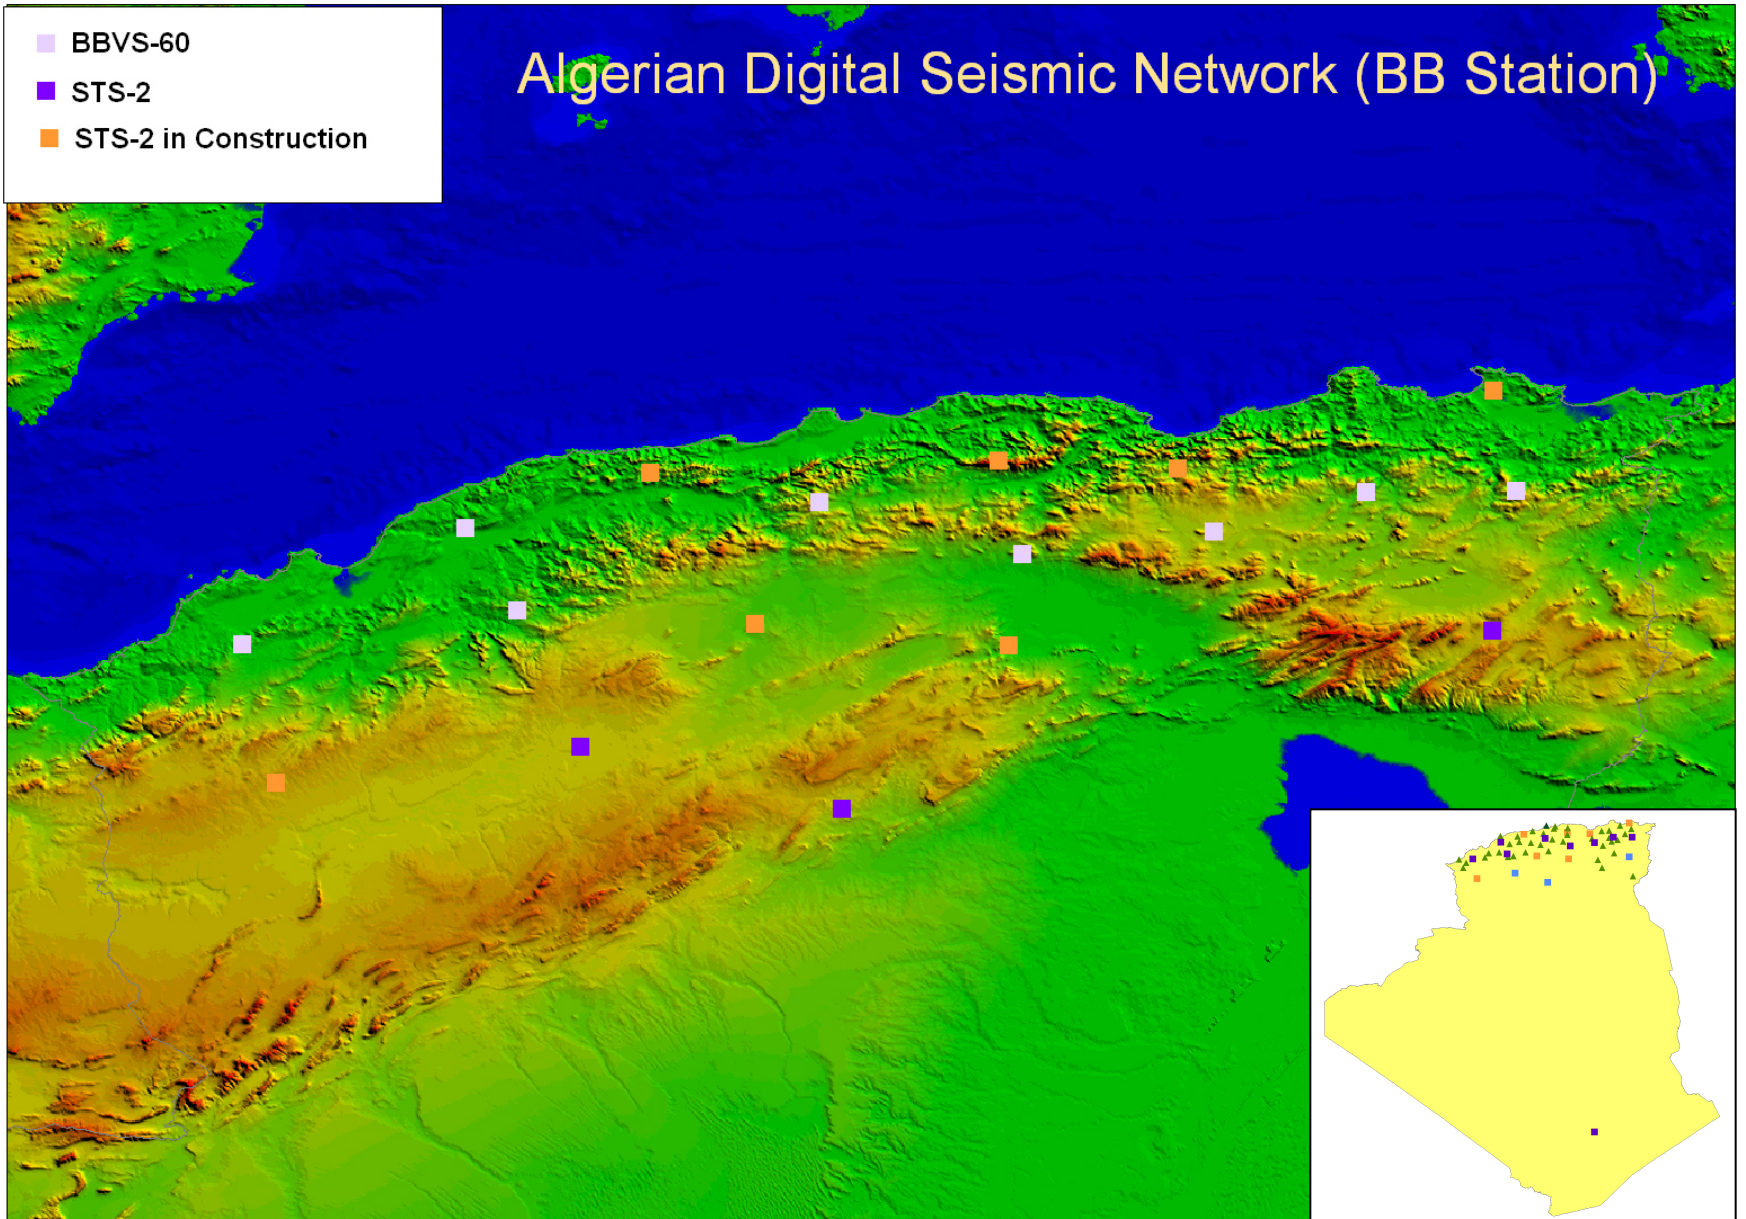 BBVS-60
STS-2
STS-2 in Construction
Algerian Digital Seismic Network (BB Station)